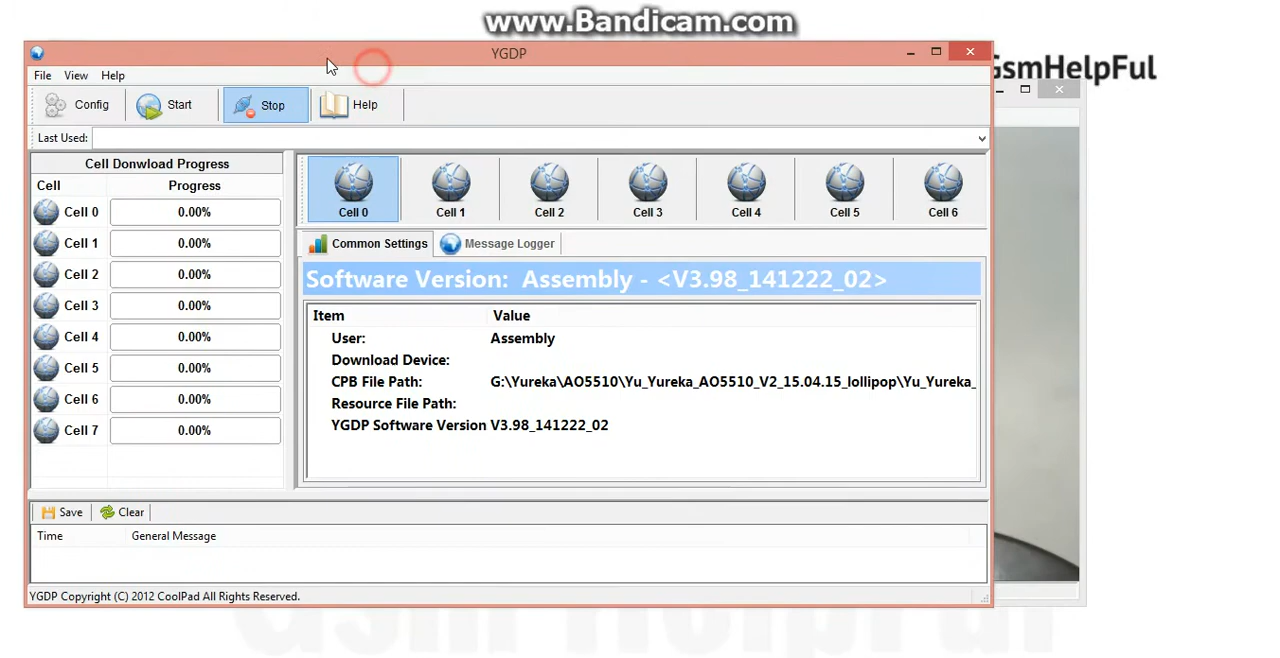 www.Bandicam.com
YGDP
GsmHelpFul
File View Help
Config Start Stop Help
Last Used:
Cell Donwload Progress
Cell Progress
Cell 0 0.00%
Cell 1 0.00%
Cell 2 0.00%
Cell 3 0.00%
Cell 4 0.00%
Cell 5 0.00%
Cell 6 0.00%
Cell 7 0.00%
Cell 0 Cell 1 Cell 2 Cell 3 Cell 4 Cell 5 Cell 6
Common Settings Message Logger
Software Version: Assembly - <V3.98_141222_02>
Item Value
User: Assembly
Download Device:
CPB File Path: G:\Yureka\AO5510\Yu_Yureka_AO5510_V2_15.04.15_lollipop\Yu_Yureka_
Resource File Path:
YGDP Software Version V3.98_141222_02
Save Clear
Time General Message
YGDP Copyright (C) 2012 CoolPad All Rights Reserved.
Gsm HelpFul